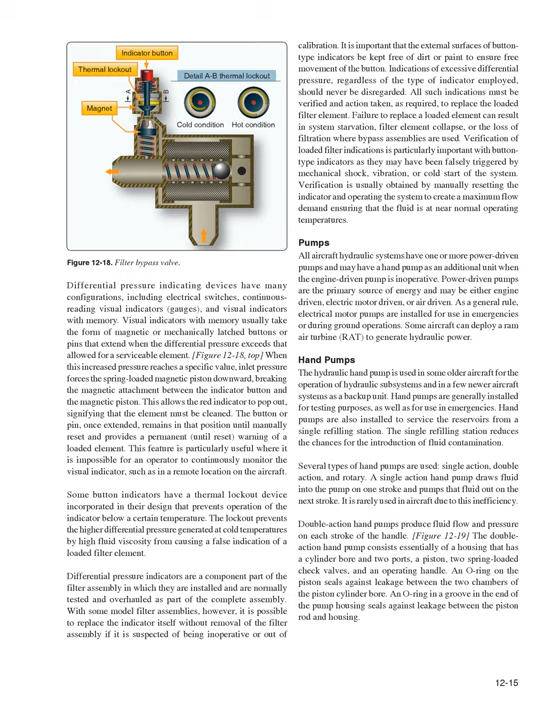 Indicator button
Thermal lockout
Detail A-B thermal lockout
A
B
Magnet
Cold condition Hot condition
Figure 12-18. Filter bypass valve.
Differential pressure indicating devices have many
configurations, including electrical switches, continuous-
reading visual indicators (gauges), and visual indicators
with memory. Visual indicators with memory usually take
the form of magnetic or mechanically latched buttons or
pins that extend when the differential pressure exceeds that
allowed for a serviceable element. [Figure 12-18, top] When
this increased pressure reaches a specific value, inlet pressure
forces the spring-loaded magnetic piston downward, breaking
the magnetic attachment between the indicator button and
the magnetic piston. This allows the red indicator to pop out,
signifying that the element must be cleaned. The button or
pin, once extended, remains in that position until manually
reset and provides a permanent (until reset) warning of a
loaded element. This feature is particularly useful where it
is impossible for an operator to continuously monitor the
visual indicator, such as in a remote location on the aircraft.
Some button indicators have a thermal lockout device
incorporated in their design that prevents operation of the
indicator below a certain temperature. The lockout prevents
the higher differential pressure generated at cold temperatures
by high fluid viscosity from causing a false indication of a
loaded filter element.
Differential pressure indicators are a component part of the
filter assembly in which they are installed and are normally
tested and overhauled as part of the complete assembly.
With some model filter assemblies, however, it is possible
to replace the indicator itself without removal of the filter
assembly if it is suspected of being inoperative or out of
calibration. It is important that the external surfaces of button-
type indicators be kept free of dirt or paint to ensure free
movement of the button. Indications of excessive differential
pressure, regardless of the type of indicator employed,
should never be disregarded. All such indications must be
verified and action taken, as required, to replace the loaded
filter element. Failure to replace a loaded element can result
in system starvation, filter element collapse, or the loss of
filtration where bypass assemblies are used. Verification of
loaded filter indications is particularly important with button-
type indicators as they may have been falsely triggered by
mechanical shock, vibration, or cold start of the system.
Verification is usually obtained by manually resetting the
indicator and operating the system to create a maximum flow
demand ensuring that the fluid is at near normal operating
temperatures.
Pumps
All aircraft hydraulic systems have one or more power-driven
pumps and may have a hand pump as an additional unit when
the engine-driven pump is inoperative. Power-driven pumps
are the primary source of energy and may be either engine
driven, electric motor driven, or air driven. As a general rule,
electrical motor pumps are installed for use in emergencies
or during ground operations. Some aircraft can deploy a ram
air turbine (RAT) to generate hydraulic power.
Hand Pumps
The hydraulic hand pump is used in some older aircraft for the
operation of hydraulic subsystems and in a few newer aircraft
systems as a backup unit. Hand pumps are generally installed
for testing purposes, as well as for use in emergencies. Hand
pumps are also installed to service the reservoirs from a
single refilling station. The single refilling station reduces
the chances for the introduction of fluid contamination.
Several types of hand pumps are used: single action, double
action, and rotary. A single action hand pump draws fluid
into the pump on one stroke and pumps that fluid out on the
next stroke. It is rarely used in aircraft due to this inefficiency.
Double-action hand pumps produce fluid flow and pressure
on each stroke of the handle. [Figure 12-19] The double-
action hand pump consists essentially of a housing that has
a cylinder bore and two ports, a piston, two spring-loaded
check valves, and an operating handle. An O-ring on the
piston seals against leakage between the two chambers of
the piston cylinder bore. An O-ring in a groove in the end of
the pump housing seals against leakage between the piston
rod and housing.
12-15